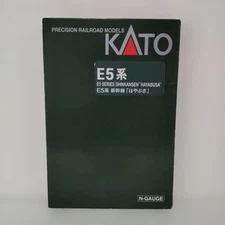 PRECISION RAILROAD MODELS
KATO
E5系
E5 SERIES SHINKANSEN "HAYABUSA"
E5系 新幹線「はやぶさ」
N-GAUGE